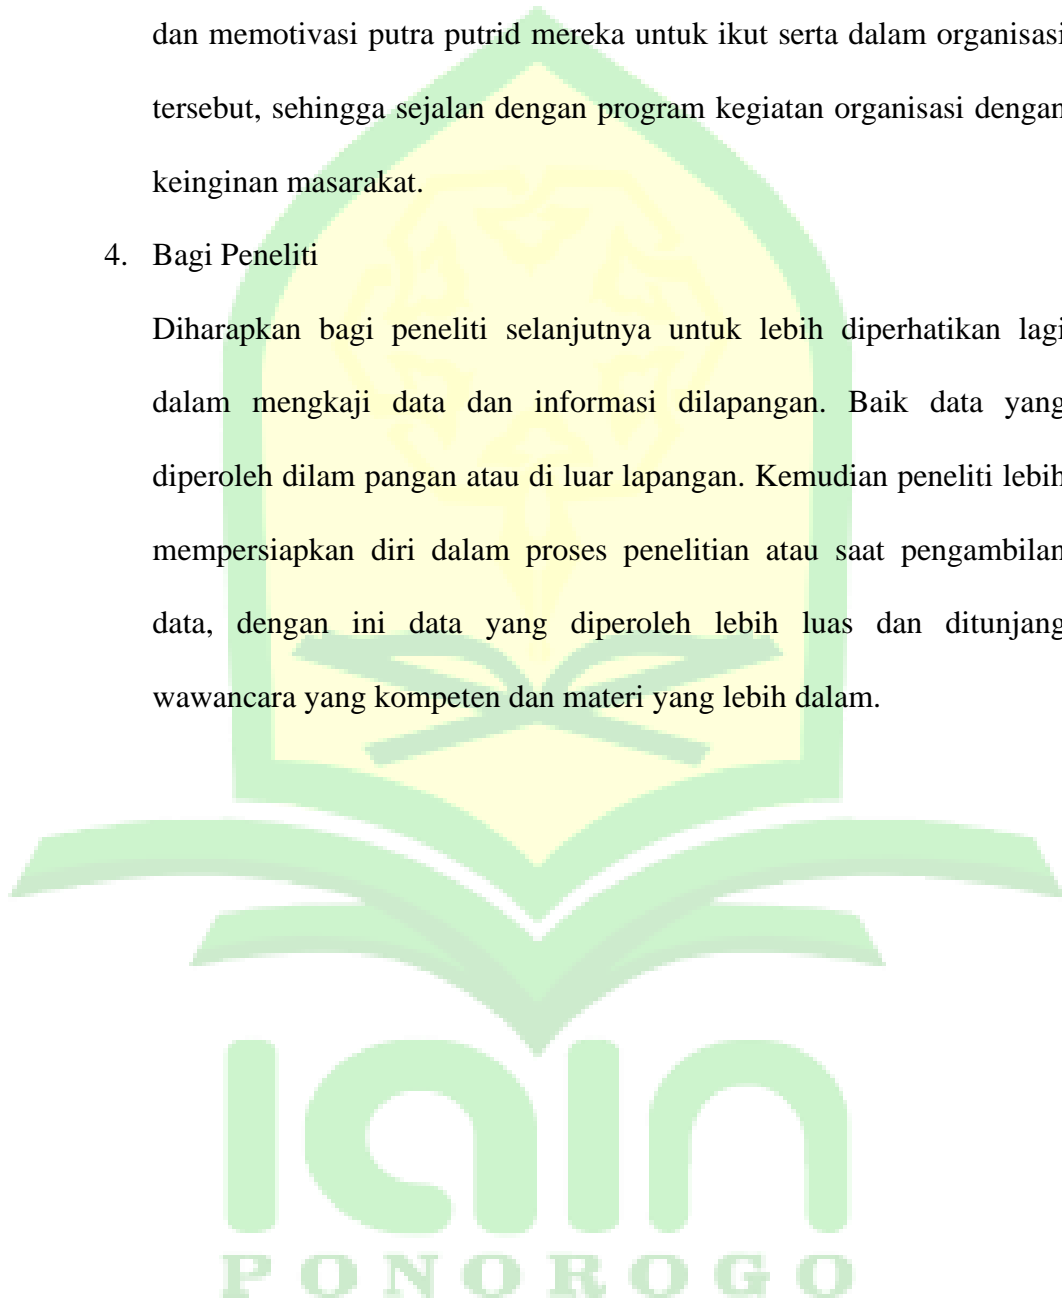 dan memotivasi putra putrid mereka untuk ikut serta dalam organisasi
tersebut, sehingga sejalan dengan program kegiatan organisasi dengan
keinginan masarakat.
4. Bagi Peneliti
Diharapkan bagi peneliti selanjutnya untuk lebih diperhatikan lagi
dalam mengkaji data dan informasi dilapangan. Baik data yang
diperoleh dilam pangan atau di luar lapangan. Kemudian peneliti lebih
mempersiapkan diri dalam proses penelitian atau saat pengambilan
data, dengan ini data yang diperoleh lebih luas dan ditunjang
wawancara yang kompeten dan materi yang lebih dalam.
IAIN
PONOROGO